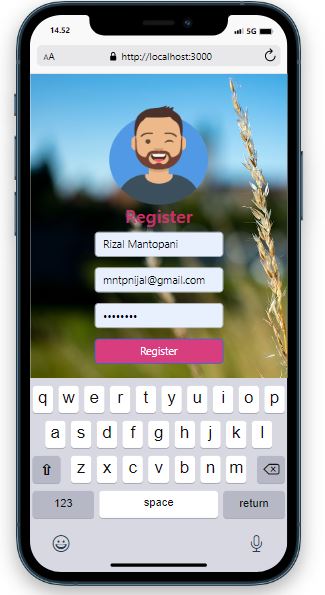 14.52
5G
AA
http://localhost:3000
Register
Rizal Mantopani
mntpnijal@gmail.com
••••••••
Register
q w e r t y u i o p
a s d f g h j k l
z x c v b n m
123 space return